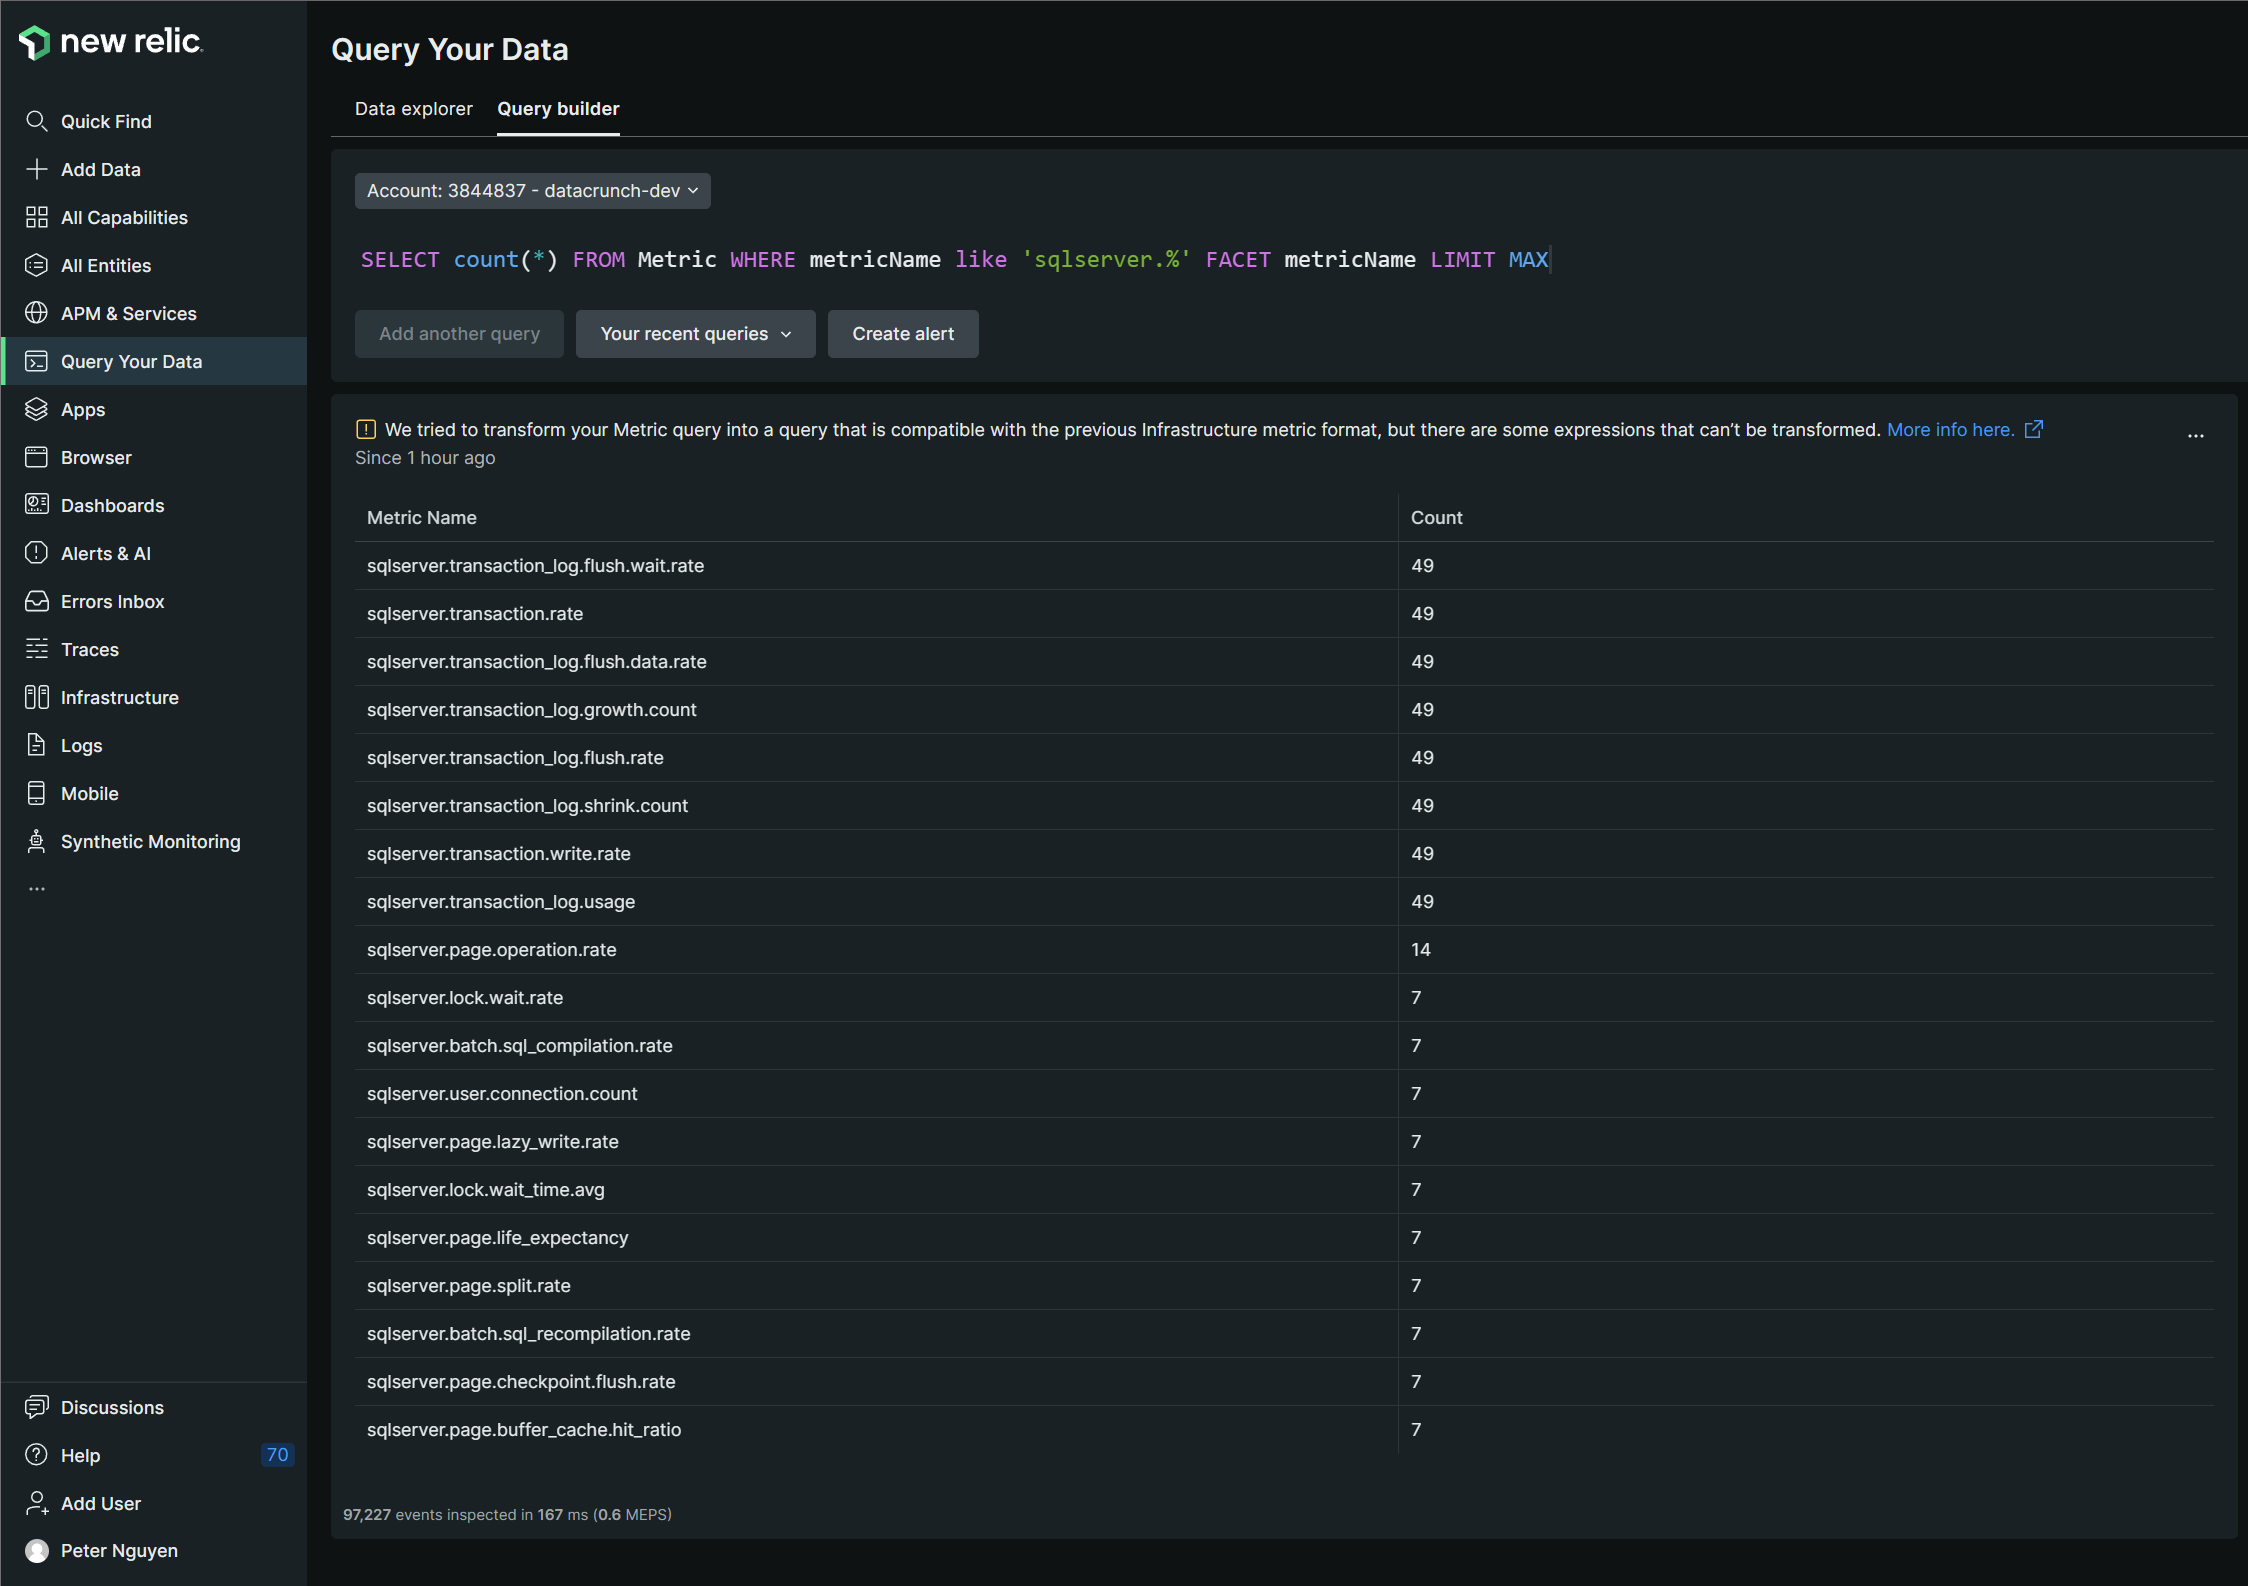 new relic
Quick Find
Add Data
All Capabilities
All Entities
APM & Services
Query Your Data
Apps
Browser
Dashboards
Alerts & AI
Errors Inbox
Traces
Infrastructure
Logs
Mobile
Synthetic Monitoring
...
Discussions
Help 70
Add User
Peter Nguyen
Query Your Data
Data explorer Query builder
Account: 3844837 - datacrunch-dev
SELECT count(*) FROM Metric WHERE metricName like 'sqlserver.%' FACET metricName LIMIT MAX
Add another query Your recent queries Create alert
We tried to transform your Metric query into a query that is compatible with the previous Infrastructure metric format, but there are some expressions that can’t be transformed. More info here.
...
Since 1 hour ago
Metric Name Count
sqlserver.transaction_log.flush.wait.rate 49
sqlserver.transaction.rate 49
sqlserver.transaction_log.flush.data.rate 49
sqlserver.transaction_log.growth.count 49
sqlserver.transaction_log.flush.rate 49
sqlserver.transaction_log.shrink.count 49
sqlserver.transaction.write.rate 49
sqlserver.transaction_log.usage 49
sqlserver.page.operation.rate 14
sqlserver.lock.wait.rate 7
sqlserver.batch.sql_compilation.rate 7
sqlserver.user.connection.count 7
sqlserver.page.lazy_write.rate 7
sqlserver.lock.wait_time.avg 7
sqlserver.page.life_expectancy 7
sqlserver.page.split.rate 7
sqlserver.batch.sql_recompilation.rate 7
sqlserver.page.checkpoint.flush.rate 7
sqlserver.page.buffer_cache.hit_ratio 7
97,227 events inspected in 167 ms (0.6 MEPS)